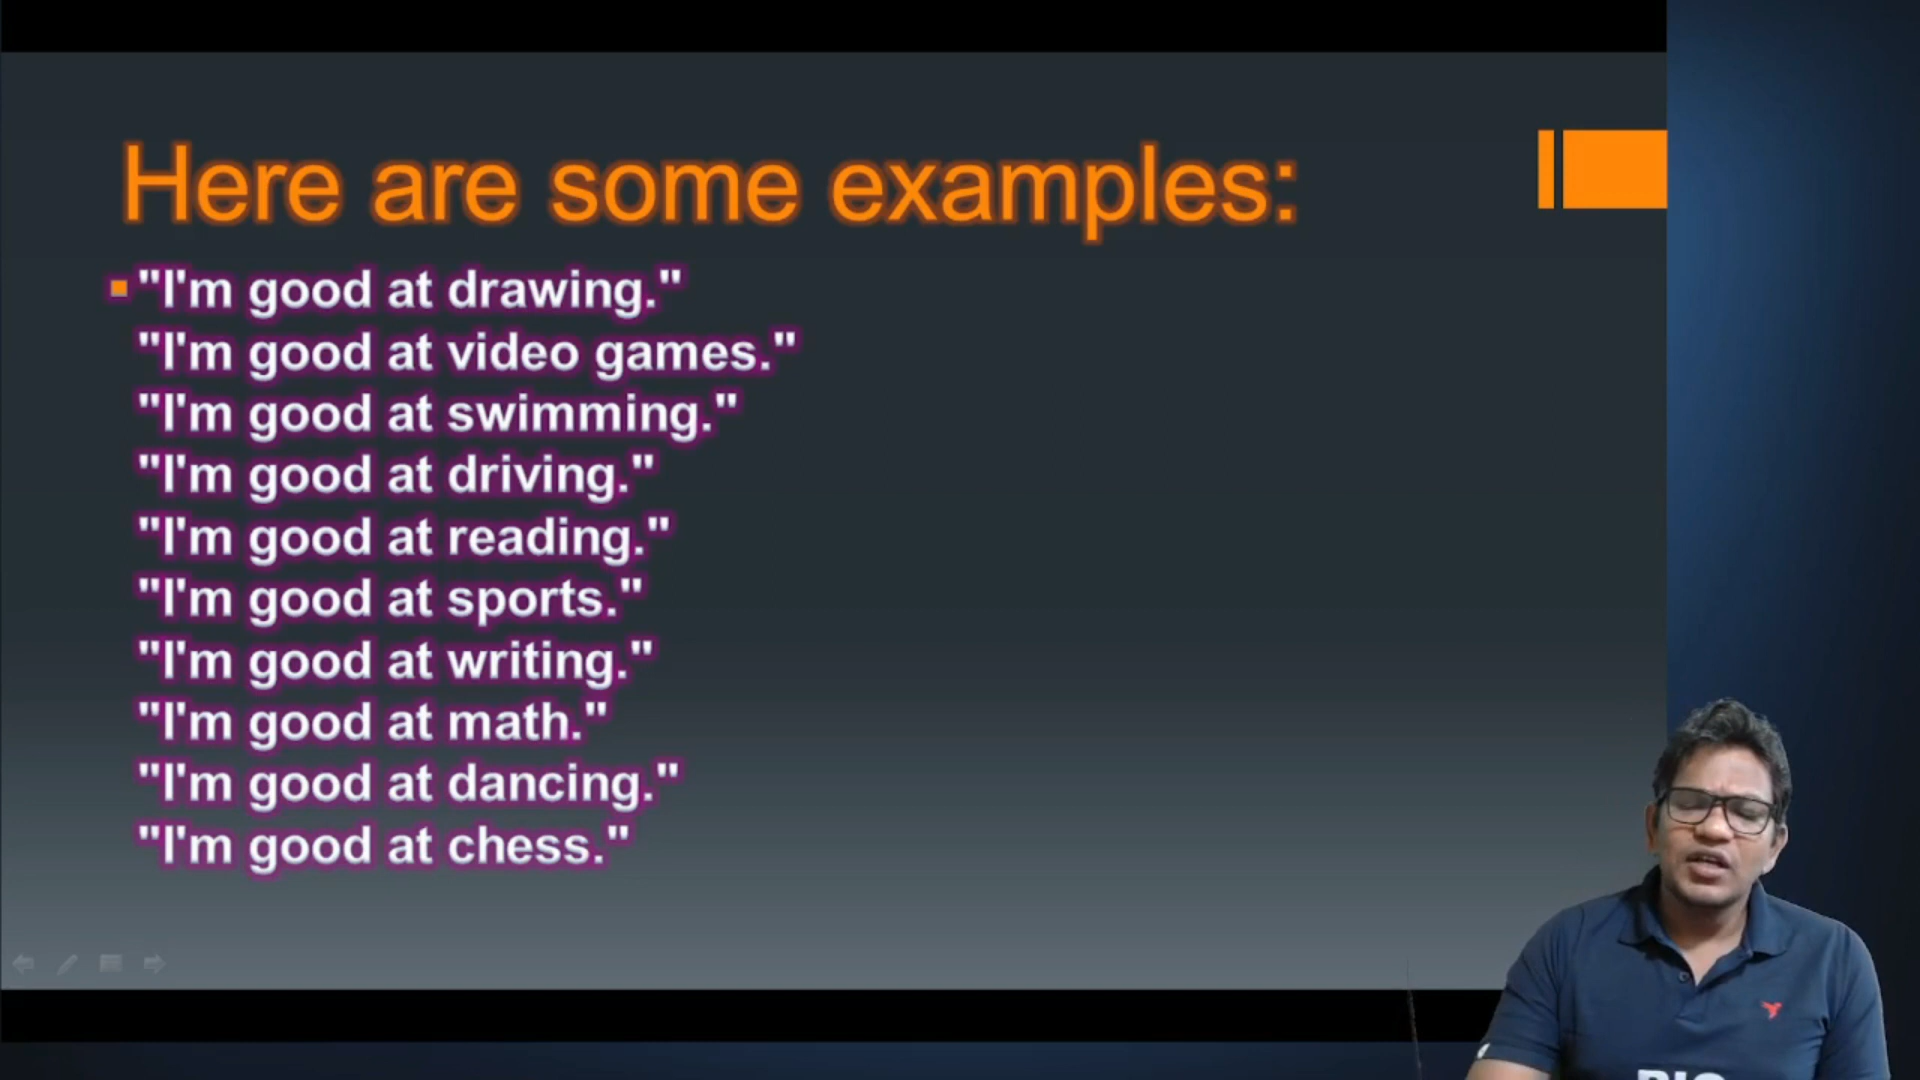 Here are some examples:
"I'm good at drawing."
"I'm good at video games."
"I'm good at swimming."
"I'm good at driving."
"I'm good at reading."
"I'm good at sports."
"I'm good at writing."
"I'm good at math."
"I'm good at dancing."
"I'm good at chess."